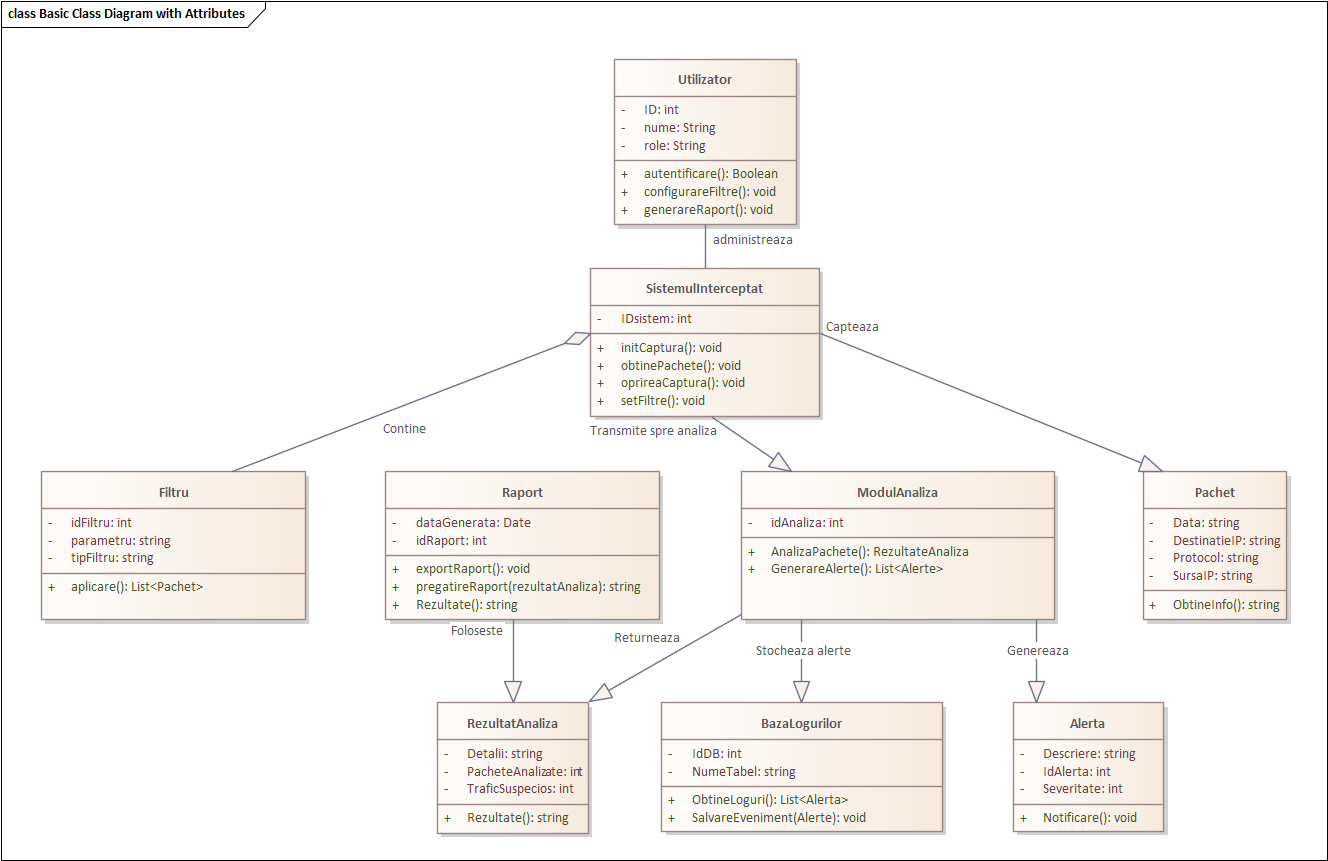 class Basic Class Diagram with Attributes
Utilizator
- ID: int
- nume: String
- role: String
+ autentificare(): Boolean
+ configurareFiltre(): void
+ generareRaport(): void
administreaza
SistemulInterceptat
- IDsistem: int
+ initCaptura(): void
+ obtinePachete(): void
+ oprireaCaptura(): void
+ setFiltre(): void
Capteaza
Contine
Transmite spre analiza
Filtru
- idFiltru: int
- parametru: string
- tipFiltru: string
+ aplicare(): List<Pachet>
Raport
- dataGenerata: Date
- idRaport: int
+ exportRaport(): void
+ pregatireRaport(rezultatAnaliza): string
+ Rezultate(): string
ModulAnaliza
- idAnaliza: int
+ AnalizaPachete(): RezultateAnaliza
+ GenerareAlerte(): List<Alerte>
Pachet
- Data: string
- DestinatieIP: string
- Protocol: string
- SursaIP: string
+ ObtineInfo(): string
Foloseste
Returneaza
Stocheaza alerte
Genereaza
RezultatAnaliza
- Detalii: string
- PacheteAnalizate: int
- TraficSuspecios: int
+ Rezultate(): string
BazaLogurilor
- IdDB: int
- NumeTabel: string
+ ObtineLoguri(): List<Alerta>
+ SalvareEveniment(Alerte): void
Alerta
- Descriere: string
- IdAlerta: int
- Severitate: int
+ Notificare(): void